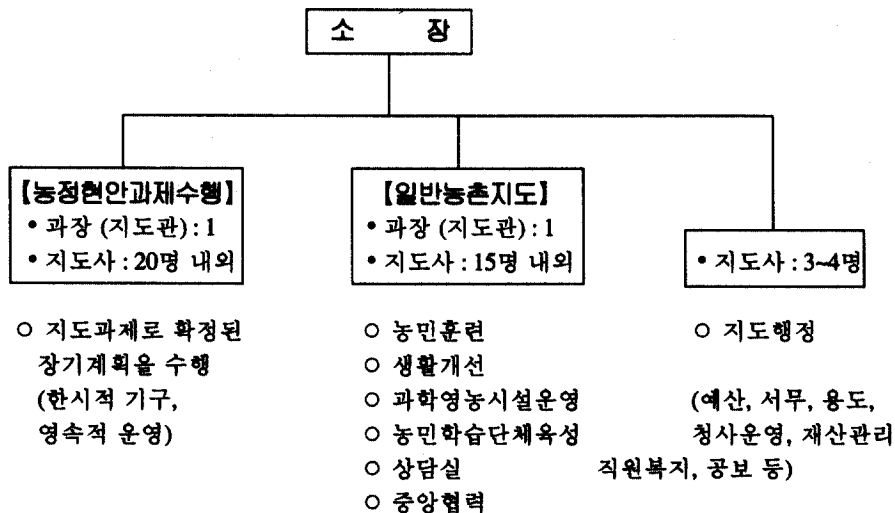 소 장
【농정현안과제수행】
• 과장 (지도관) : 1
• 지도사 : 20명 내외
【일반농촌지도】
• 과장 (지도관) : 1
• 지도사 : 15명 내외
• 지도사 : 3~4명
○ 지도과제로 확정된
장기계획을 수행
(한시적 기구,
영속적 운영)
○ 농민훈련
○ 생활개선
○ 과학영농시설운영
○ 농민학습단체육성
○ 상담실
○ 중앙협력
○ 지도행정
(예산, 서무, 용도,
청사운영, 재산관리
직원복지, 공보 등)